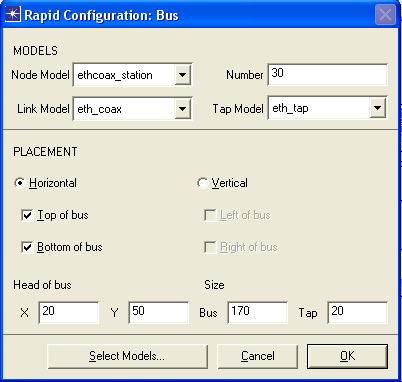 Rapid Configuration: Bus
MODELS
Node Model ethcoax_station Number 30
Link Model eth_coax Tap Model eth_tap
PLACEMENT
Horizontal Vertical
Top of bus Left of bus
Bottom of bus Right of bus
Head of bus Size
X 20 Y 50 Bus 170 Tap 20
Select Models... Cancel OK